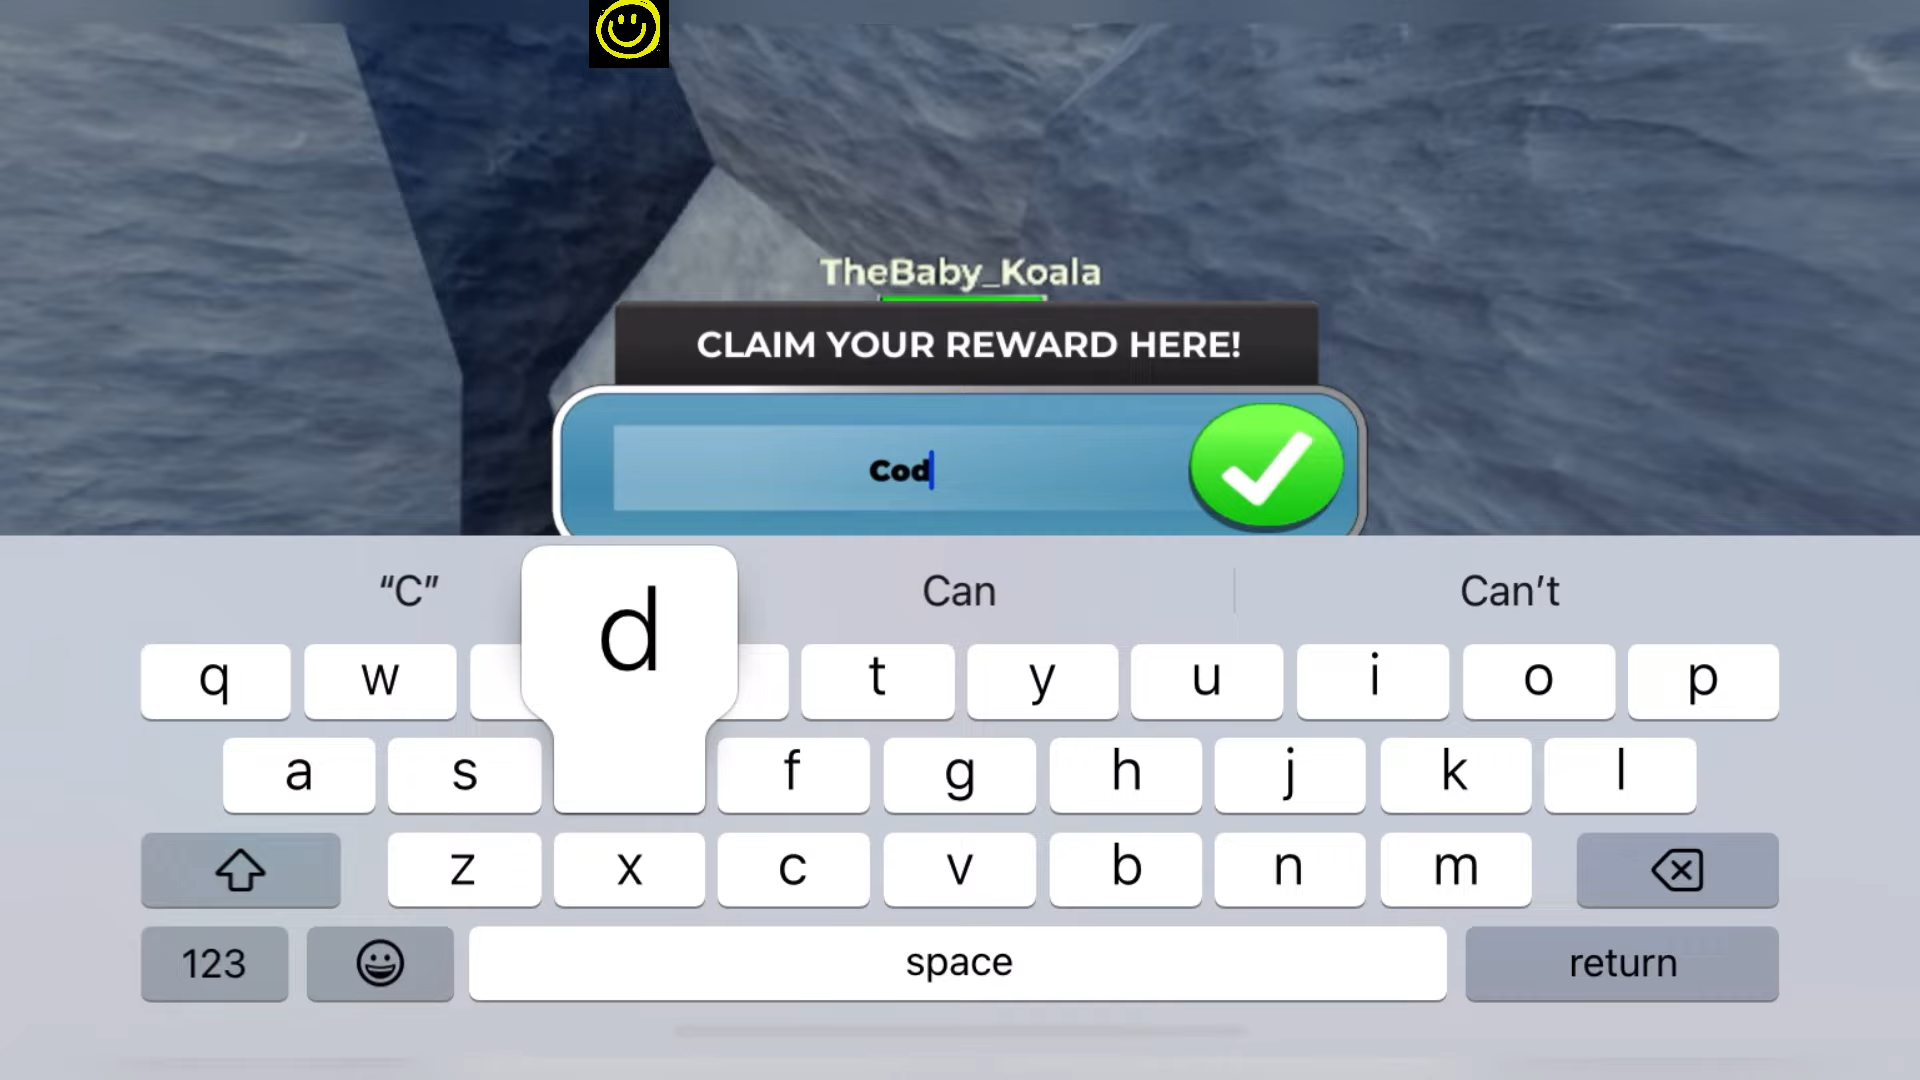 TheBaby_Koala
CLAIM YOUR REWARD HERE!
Cod
“C” Can Can't
d
q w t y u i o p
a s f g h j k l
z x c v b n m
123 space return